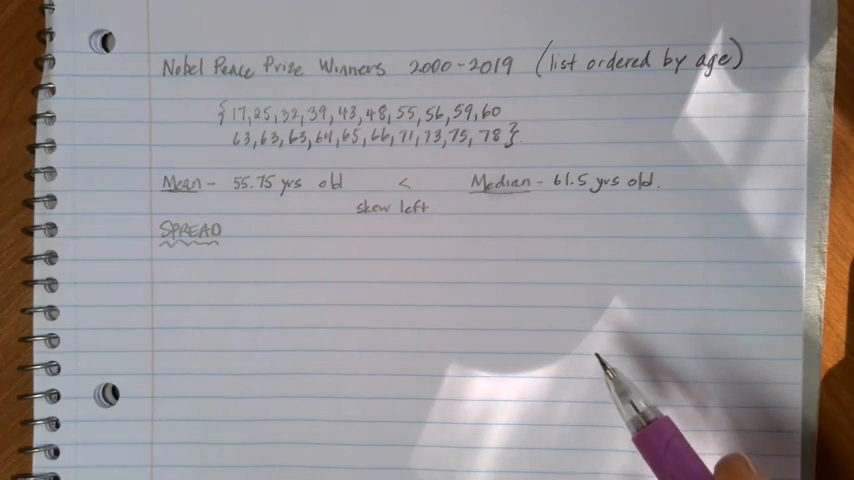 Nobel Peace Prize Winners 2000-2019 (list ordered by age)
{17,25,32,39,43,48,55,56,59,60
63,63,63,64,65,66,71,73,75,78}
Mean - 55.75 yrs old < Median - 61.5 yrs old.
skew left
SPREAD